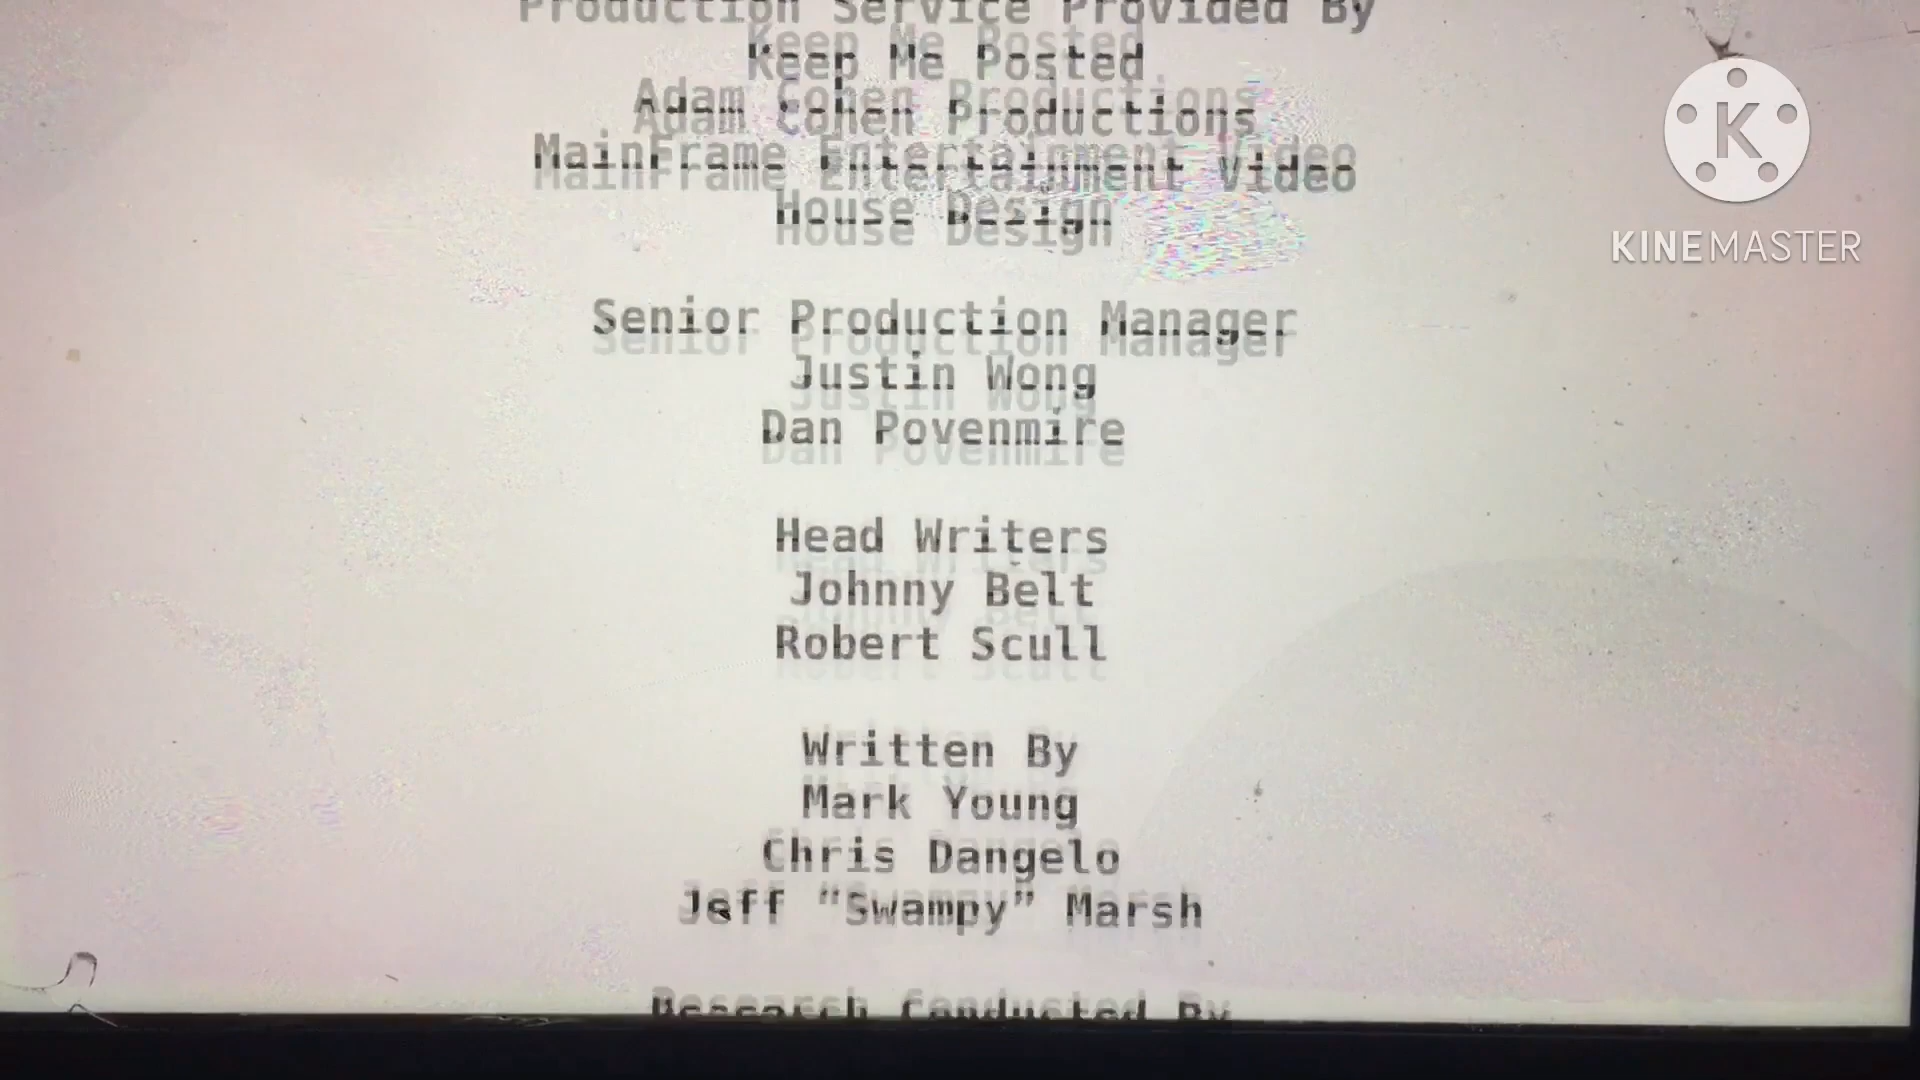 Production Service Provided By
Keep Me Posted
Adam Cohen Productions
MainFrame Entertainment Video
House Design
Senior Production Manager
Justin Wong
Dan Povenmire
Head Writers
Johnny Belt
Robert Scull
Written By
Mark Young
Chris Dangelo
Jeff “Swampy” Marsh
Research Conducted By
K
KINEMASTER